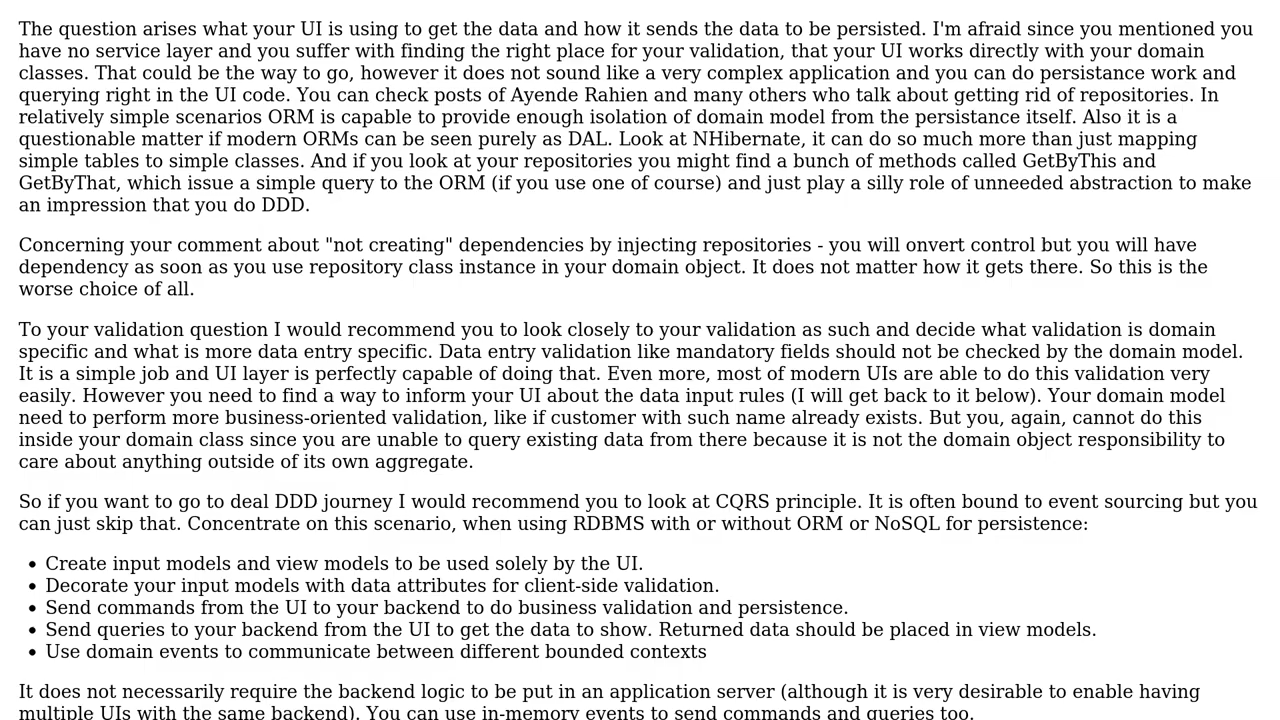 The question arises what your UI is using to get the data and how it sends the data to be persisted. I'm afraid since you mentioned you
have no service layer and you suffer with finding the right place for your validation, that your UI works directly with your domain
classes. That could be the way to go, however it does not sound like a very complex application and you can do persistance work and
querying right in the UI code. You can check posts of Ayende Rahien and many others who talk about getting rid of repositories. In
relatively simple scenarios ORM is capable to provide enough isolation of domain model from the persistance itself. Also it is a
questionable matter if modern ORMs can be seen purely as DAL. Look at NHibernate, it can do so much more than just mapping
simple tables to simple classes. And if you look at your repositories you might find a bunch of methods called GetByThis and
GetByThat, which issue a simple query to the ORM (if you use one of course) and just play a silly role of unneeded abstraction to make
an impression that you do DDD.
Concerning your comment about "not creating" dependencies by injecting repositories - you will onvert control but you will have
dependency as soon as you use repository class instance in your domain object. It does not matter how it gets there. So this is the
worse choice of all.
To your validation question I would recommend you to look closely to your validation as such and decide what validation is domain
specific and what is more data entry specific. Data entry validation like mandatory fields should not be checked by the domain model.
It is a simple job and UI layer is perfectly capable of doing that. Even more, most of modern UIs are able to do this validation very
easily. However you need to find a way to inform your UI about the data input rules (I will get back to it below). Your domain model
need to perform more business-oriented validation, like if customer with such name already exists. But you, again, cannot do this
inside your domain class since you are unable to query existing data from there because it is not the domain object responsibility to
care about anything outside of its own aggregate.
So if you want to go to deal DDD journey I would recommend you to look at CQRS principle. It is often bound to event sourcing but you
can just skip that. Concentrate on this scenario, when using RDBMS with or without ORM or NoSQL for persistence:
• Create input models and view models to be used solely by the UI.
• Decorate your input models with data attributes for client-side validation.
• Send commands from the UI to your backend to do business validation and persistence.
• Send queries to your backend from the UI to get the data to show. Returned data should be placed in view models.
• Use domain events to communicate between different bounded contexts
It does not necessarily require the backend logic to be put in an application server (although it is very desirable to enable having
multiple UIs with the same backend). You can use in-memory events to send commands and queries too.